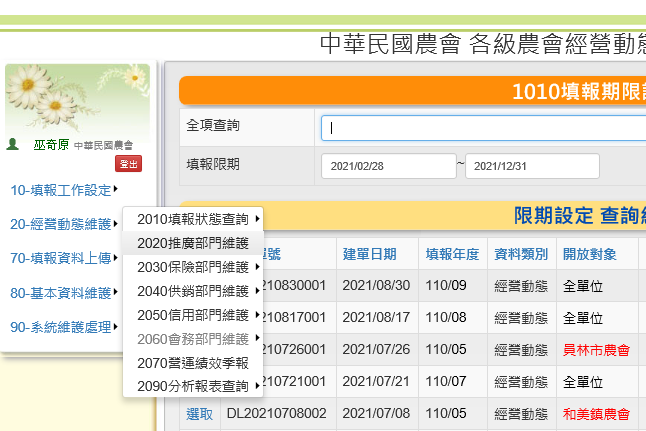 中華民國農會 各級農會經營動
1010填報期限
巫奇原 中華民國農會
登出
全項查詢
填報限期 2021/02/28 ~ 2021/12/31
10-填報工作設定
20-經營動態維護
70-填報資料上傳
80-基本資料維護
90-系統維護處理
2010填報狀態查詢
2020推廣部門維護
2030保險部門維護
2040供銷部門維護
2050信用部門維護
2060會務部門維護
2070營運績效季報
2090分析報表查詢
限期設定 查詢
號 建單日期 填報年度 資料類別 開放對象
210830001 2021/08/30 110/09 經營動態 全單位
210817001 2021/08/17 110/08 經營動態 全單位
210726001 2021/07/26 110/05 經營動態 員林市農會
210721001 2021/07/21 110/07 經營動態 全單位
選取 DL20210708002 2021/07/08 110/05 經營動態 和美鎮農會